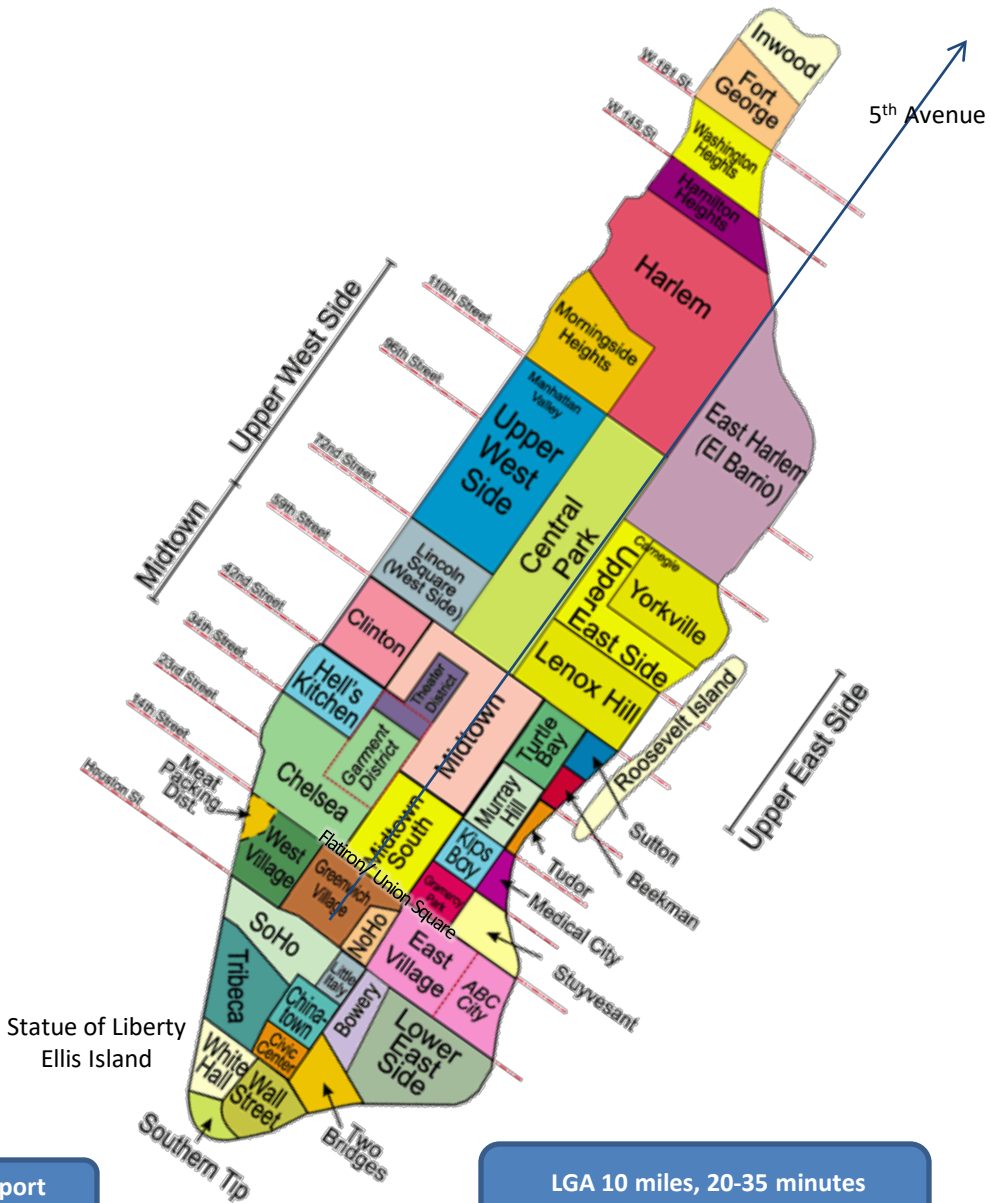 Inwood
W 181 St
Fort
George
5th Avenue
W 145 St
Washington
Heights
Hamilton
Heights
Harlem
110th Street
Morningside
Heights
Upper West Side
96th Street
Manhattan
Valley
Upper
West
Side
East Harlem
(El Barrio)
72nd Street
Central
Park
Midtown
59th Street
Lincoln
Square
(West Side)
Carnegie
Upper
East Side
Yorkville
42nd Street
Clinton
Lenox Hill
34th Street
Hell's
Kitchen
Theater
District
Midtown
Roosevelt Island
Upper East Side
23rd Street
Garment
District
Turtle
Bay
14th Street
Chelsea
Murray
Hill
Houston St
Meat
Packing
Dist.
Midtown
South
Sutton
Beekman
Tudor
Kips
Bay
Medical City
West
Village
Flatiron/ Union Square
Greenwich
Village
Gramercy
Park
Stuyvesant
NoHo
East
Village
ABC
City
SoHo
Little
Italy
Tribeca
China-
town
Bowery
Lower
East
Side
Statue of Liberty
Ellis Island
Civic
Center
White
Hall
Wall
Street
Two
Bridges
Southern Tip
port
LGA 10 miles, 20-35 minutes